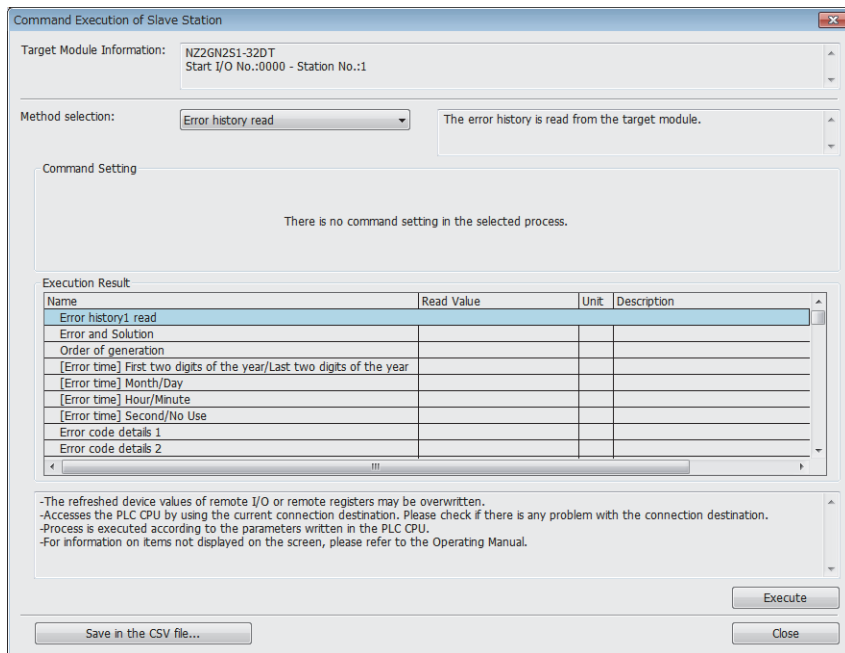 Command Execution of Slave Station
Target Module Information:
NZ2GN2S1-32DT
Start I/O No.:0000 - Station No.:1
Method selection:
Error history read
The error history is read from the target module.
Command Setting
There is no command setting in the selected process.
Execution Result
Name Read Value Unit Description
Error history1 read
Error and Solution
Order of generation
[Error time] First two digits of the year/Last two digits of the year
[Error time] Month/Day
[Error time] Hour/Minute
[Error time] Second/No Use
Error code details 1
Error code details 2
-The refreshed device values of remote I/O or remote registers may be overwritten.
-Accesses the PLC CPU by using the current connection destination. Please check if there is any problem with the connection destination.
-Process is executed according to the parameters written in the PLC CPU.
-For information on items not displayed on the screen, please refer to the Operating Manual.
Execute
Save in the CSV file...
Close